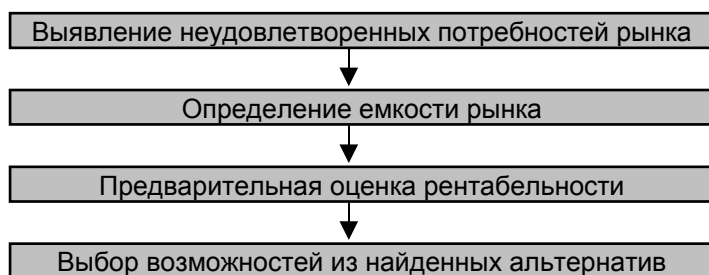 Выявление неудовлетворенных потребностей рынка
Определение емкости рынка
Предварительная оценка рентабельности
Выбор возможностей из найденных альтернатив